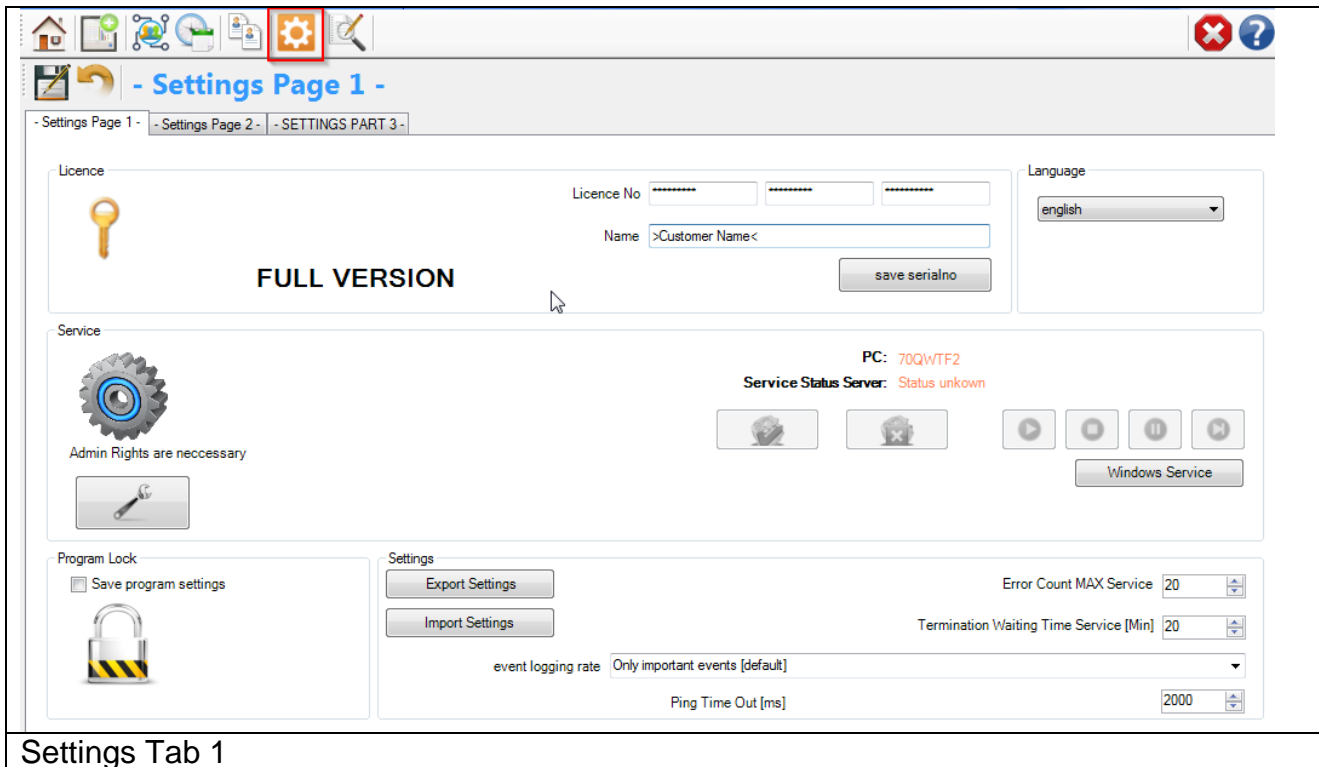 - Settings Page 1 -
- Settings Page 1 - - Settings Page 2 - - SETTINGS PART 3 -
Licence
Licence No ********* ********* **********
Name >Customer Name<
FULL VERSION
save serialno
Language
english
Service
PC: 70QWTF2
Service Status Server: Status unkown
Admin Rights are neccessary
Windows Service
Program Lock
Save program settings
Settings
Export Settings
Error Count MAX Service 20
Import Settings
Termination Waiting Time Service [Min] 20
event logging rate Only important events [default]
Ping Time Out [ms] 2000
Settings Tab 1